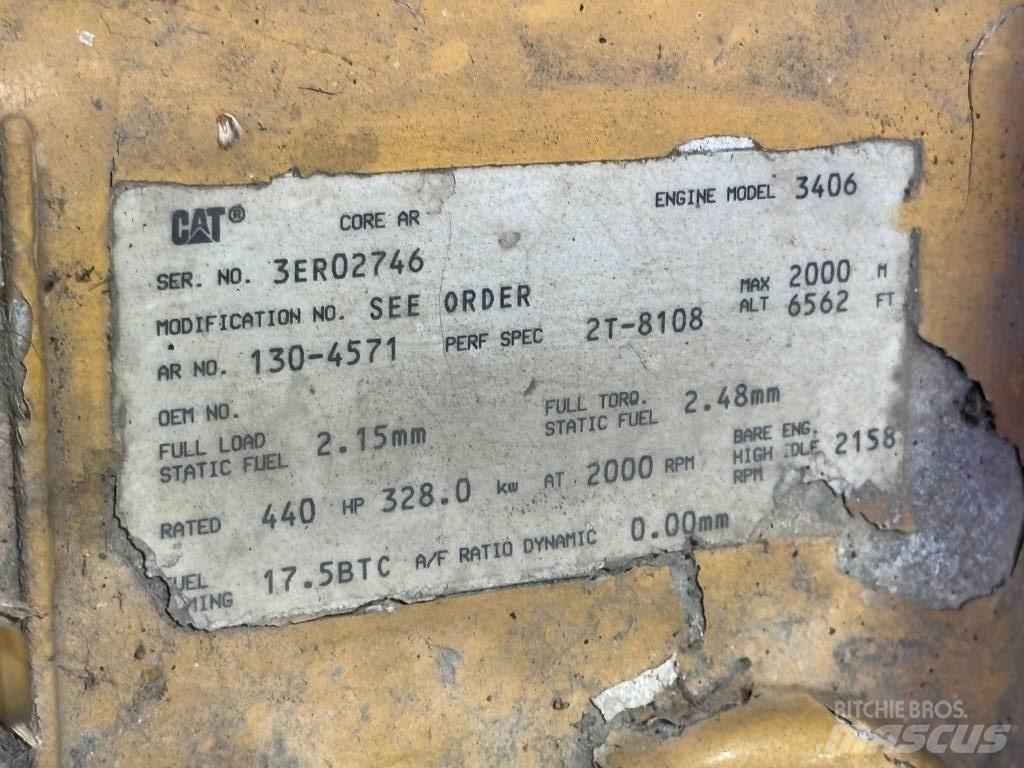 CAT® CORE AR ENGINE MODEL 3406
SER. NO. 3ER02746
MODIFICATION NO. SEE ORDER MAX ALT 2000 M 6562 FT
AR NO. 130-4571 PERF SPEC 2T-8108
OEM NO.
FULL LOAD STATIC FUEL 2.15mm FULL TORQ. STATIC FUEL 2.48mm
RATED 440 HP 328.0 kw AT 2000 RPM BARE ENG. HIGH IDLE RPM 2158
UEL MING 17.5BTC A/F RATIO DYNAMIC 0.00mm
RITCHIE BROS.
MASCUS